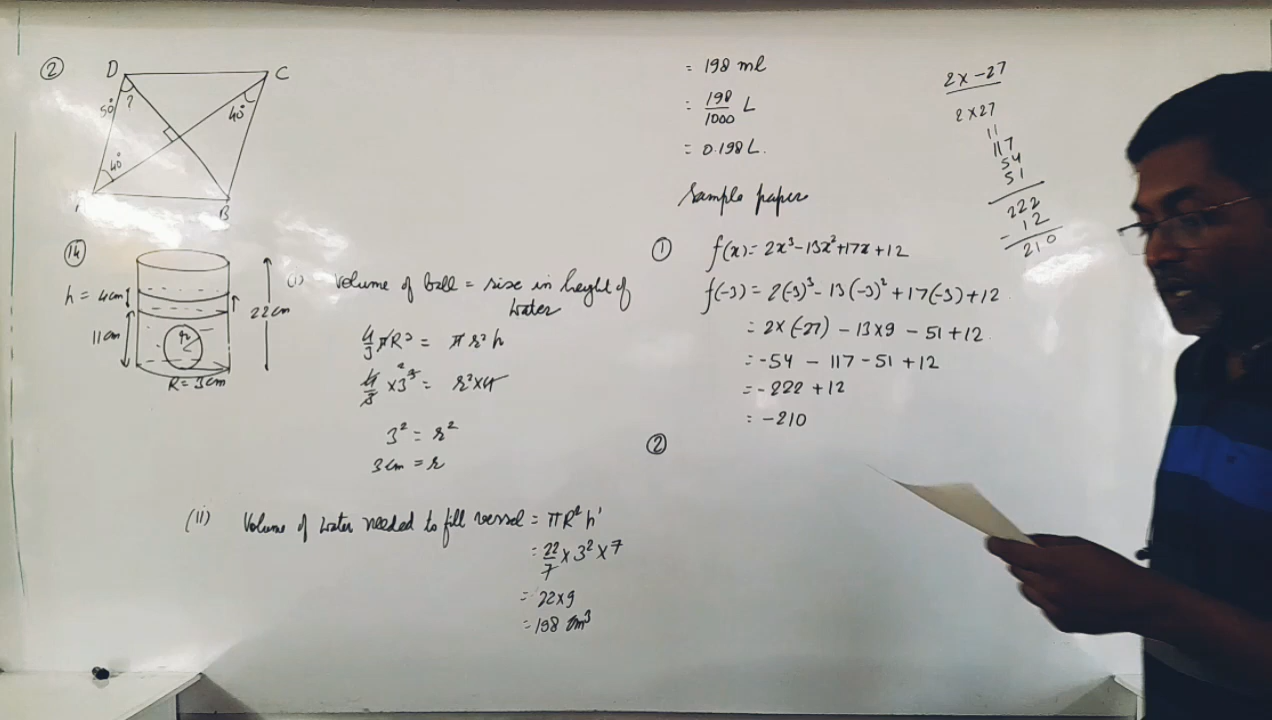 ②
D
C
50°
?
40°
40°
B
⑭
h = 4cm
11cm
22cm
r
R = 3cm
(i) Volume of ball = rise in height of
water
4/3 πR³ = πr²h
4/3 × 3³ = r² × 4
3² = r²
3cm = r
(ii) Volume of water needed to fill vessel = πR²h'
= 22/7 × 3² × 7
= 22×9
= 198 cm³
= 198 ml
= 198/1000 L
= 0.198 L.
Sample paper
① f(x) = 2x³ - 13x² + 17x + 12
f(-3) = 2(-3)³ - 13(-3)² + 17(-3) + 12
= 2×(-27) - 13×9 - 51 + 12
= -54 - 117 - 51 + 12
= -222 + 12
= -210
②
2x - 27
2×27
11
117
54
51
222
- 12
210